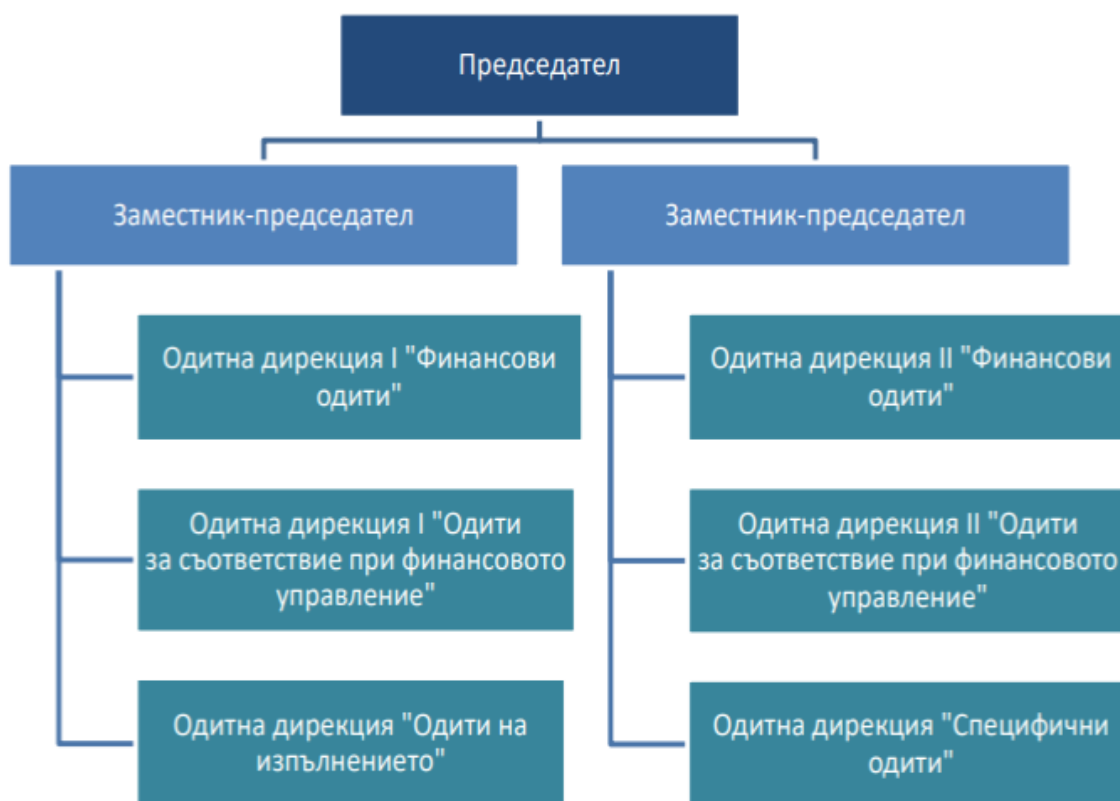 Председател
Заместник-председател
Заместник-председател
Одитна дирекция I "Финансови
одити"
Одитна дирекция II "Финансови
одити"
Одитна дирекция I "Одити
за съответствие при финансовото
управление"
Одитна дирекция II "Одити
за съответствие при финансовото
управление"
Одитна дирекция "Одити на
изпълнението"
Одитна дирекция "Специфични
одити"